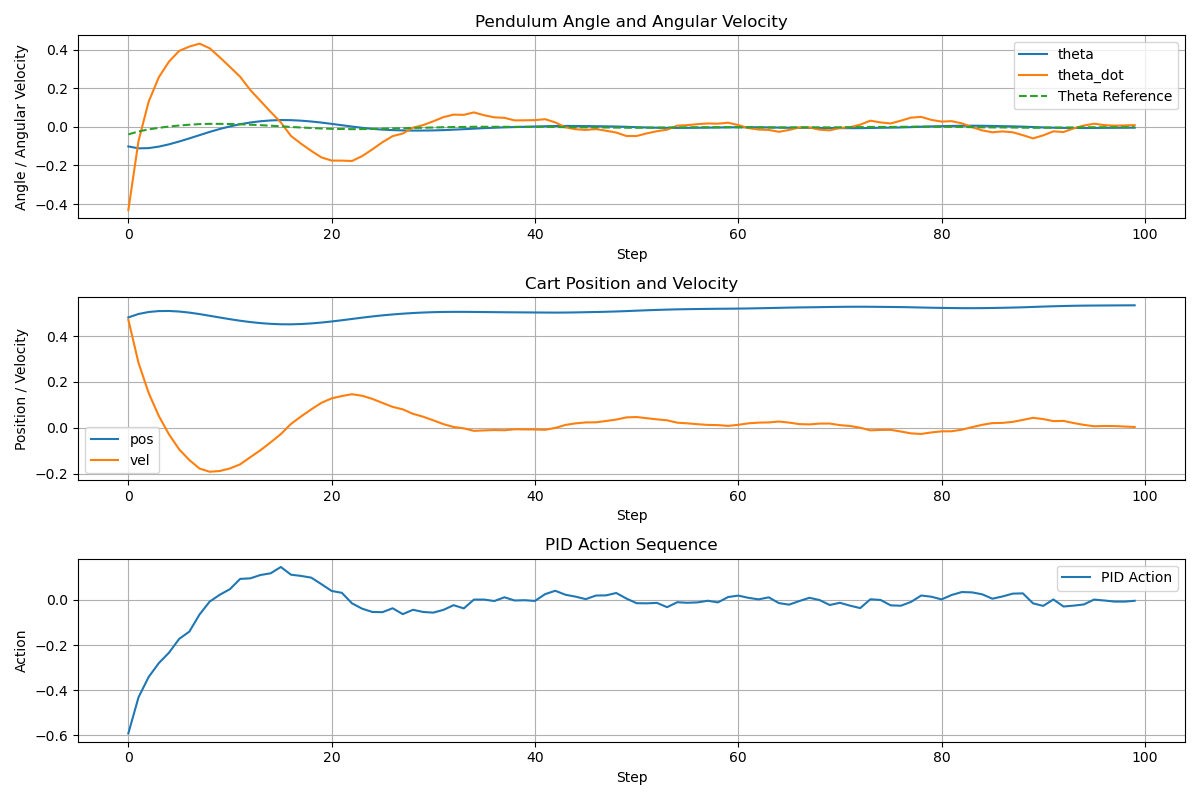 Pendulum Angle and Angular Velocity
Angle / Angular Velocity
0.4
0.2
0.0
−0.2
−0.4
theta
theta_dot
Theta Reference
0 20 40 60 80 100
Step
Cart Position and Velocity
Position / Velocity
0.4
0.2
0.0
−0.2
pos
vel
0 20 40 60 80 100
Step
PID Action Sequence
Action
0.0
−0.2
−0.4
−0.6
PID Action
0 20 40 60 80 100
Step